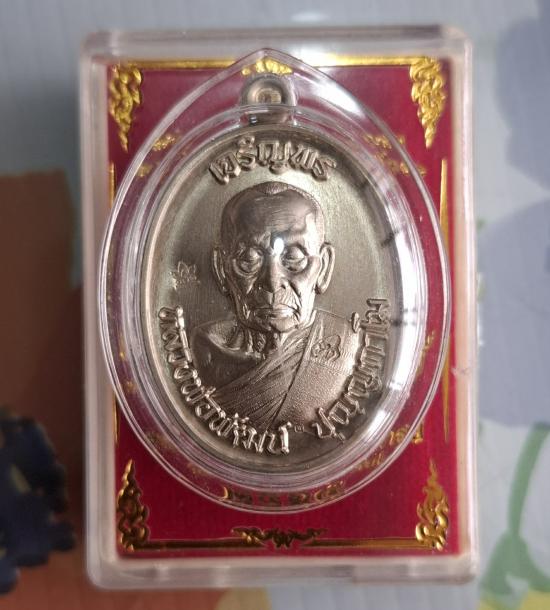 เจริญพร
หลวงพ่อพัฒน์ ปุญฺญกาโม